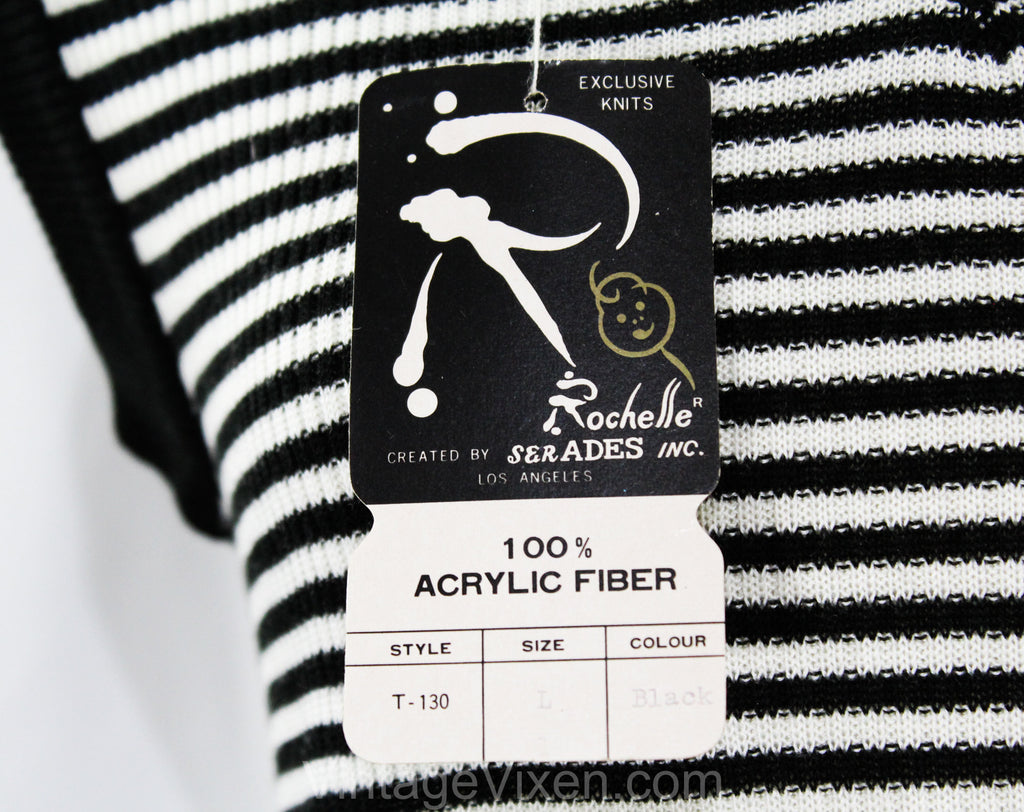 EXCLUSIVE
KNITS
R
Rochelle R
CREATED BY SERADES INC.
LOS ANGELES
100%
ACRYLIC FIBER
STYLE SIZE COLOUR
T-130 L Black
VintageVixen.com